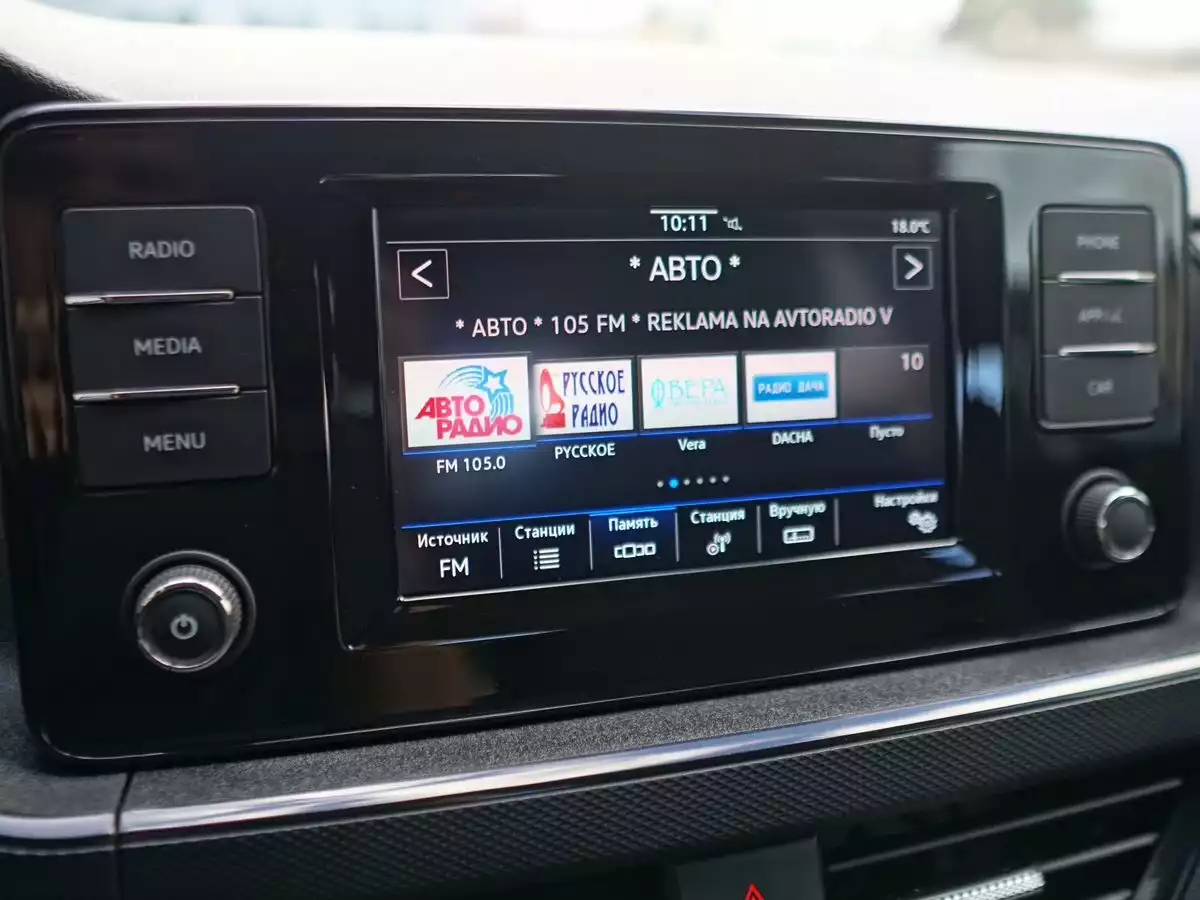 RADIO
MEDIA
MENU
10:11
18.0°C
* АВТО *
* АВТО * 105 FM * REKLAMA NA AVTORADIO V
АВТО
РАДИО
РУССКОЕ
РАДИО
ВЕРА
РАДИО ДАЧА
10
FM 105.0
РУССКОЕ
Vera
DACHA
Пусто
Источник
FM
Станции
Память
Станция
Вручную
Настройки
PHONE
CAR